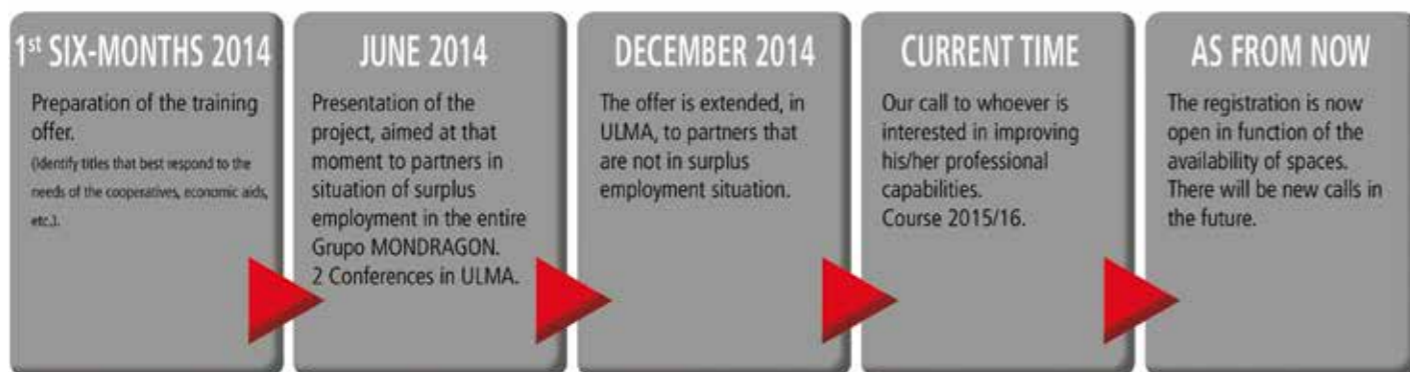 1st SIX-MONTHS 2014
Preparation of the training
offer.
(Identify titles that best respond to the
needs of the cooperatives, economic aids,
etc.).
JUNE 2014
Presentation of the
project, aimed at that
moment to partners in
situation of surplus
employment in the entire
Grupo MONDRAGON.
2 Conferences in ULMA.
DECEMBER 2014
The offer is extended, in
ULMA, to partners that
are not in surplus
employment situation.
CURRENT TIME
Our call to whoever is
interested in improving
his/her professional
capabilities.
Course 2015/16.
AS FROM NOW
The registration is now
open in function of the
availability of spaces.
There will be new calls in
the future.